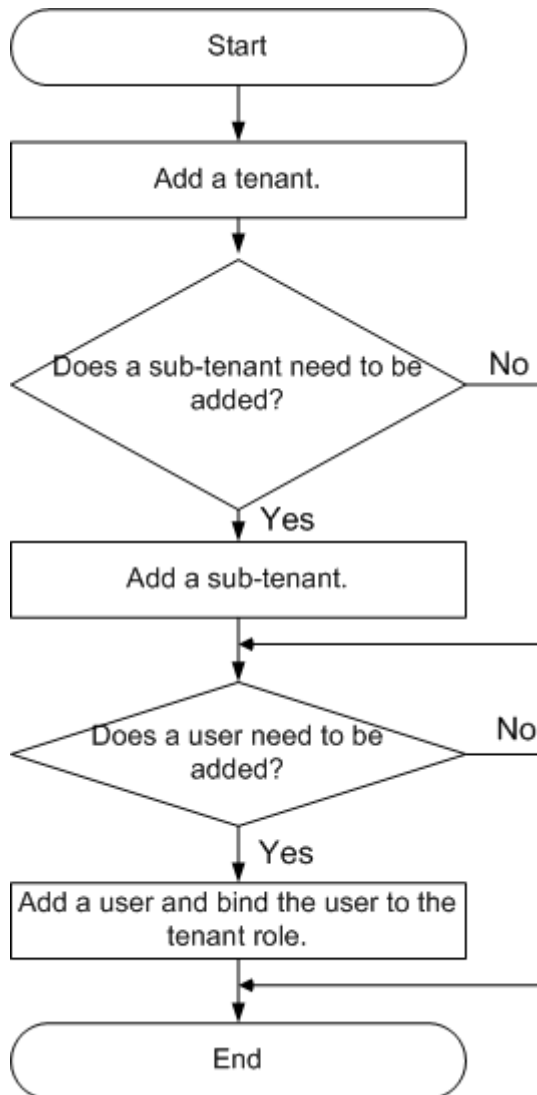 Start
Add a tenant.
Does a sub-tenant need to be
added?
No
Yes
Add a sub-tenant.
Does a user need to be
added?
No
Yes
Add a user and bind the user to the
tenant role.
End